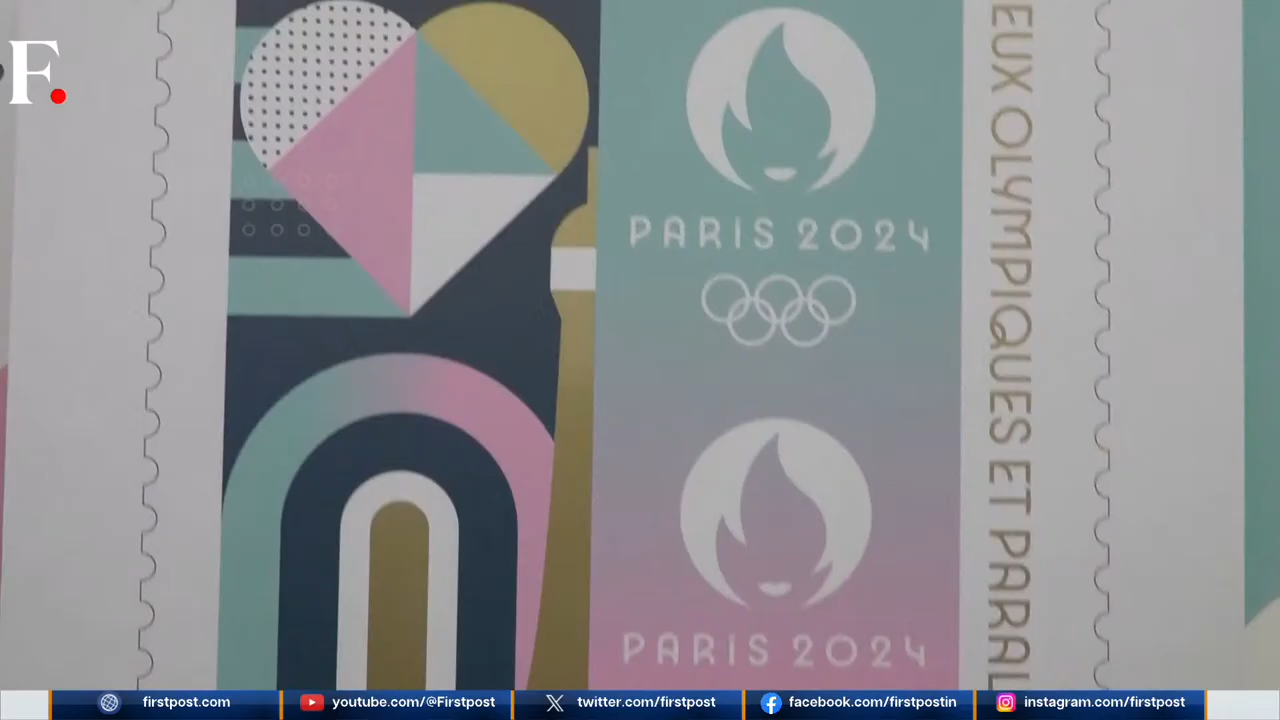 F.
PARIS 2024
PARIS 2024
EUX OLYMPIQUES ET PARAL
firstpost.com
youtube.com/@Firstpost
twitter.com/firstpost
facebook.com/firstpostin
instagram.com/firstpost